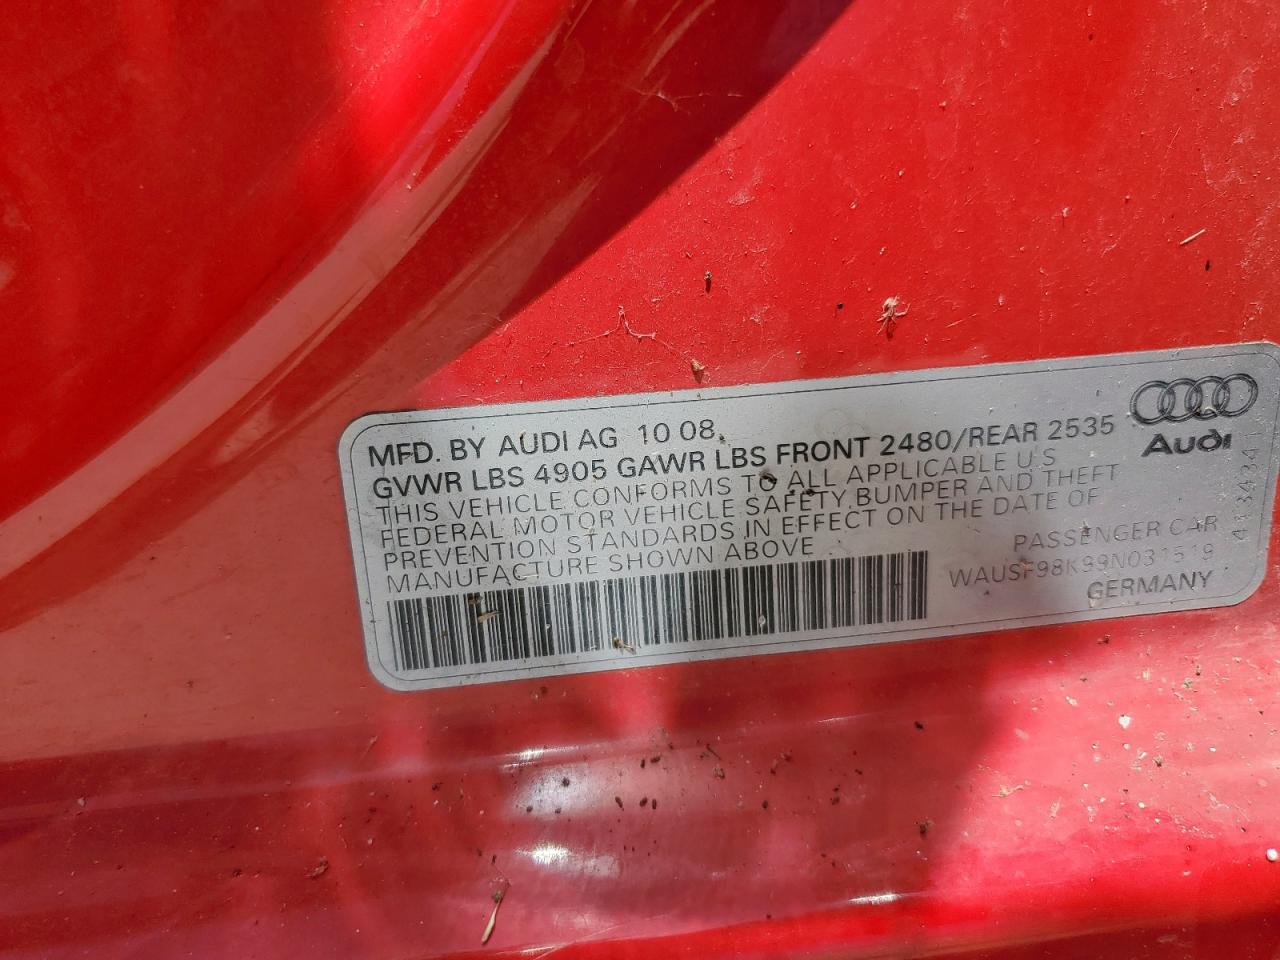 MFD. BY AUDI AG 10 08
GVWR LBS 4905 GAWR LBS FRONT 2480/REAR 2535
THIS VEHICLE CONFORMS TO ALL APPLICABLE U S
FEDERAL MOTOR VEHICLE SAFETY, BUMPER AND THEFT
PREVENTION STANDARDS IN EFFECT ON THE DATE OF
MANUFACTURE SHOWN ABOVE
Audi
PASSENGER CAR
WAUSF98K99N031519
GERMANY